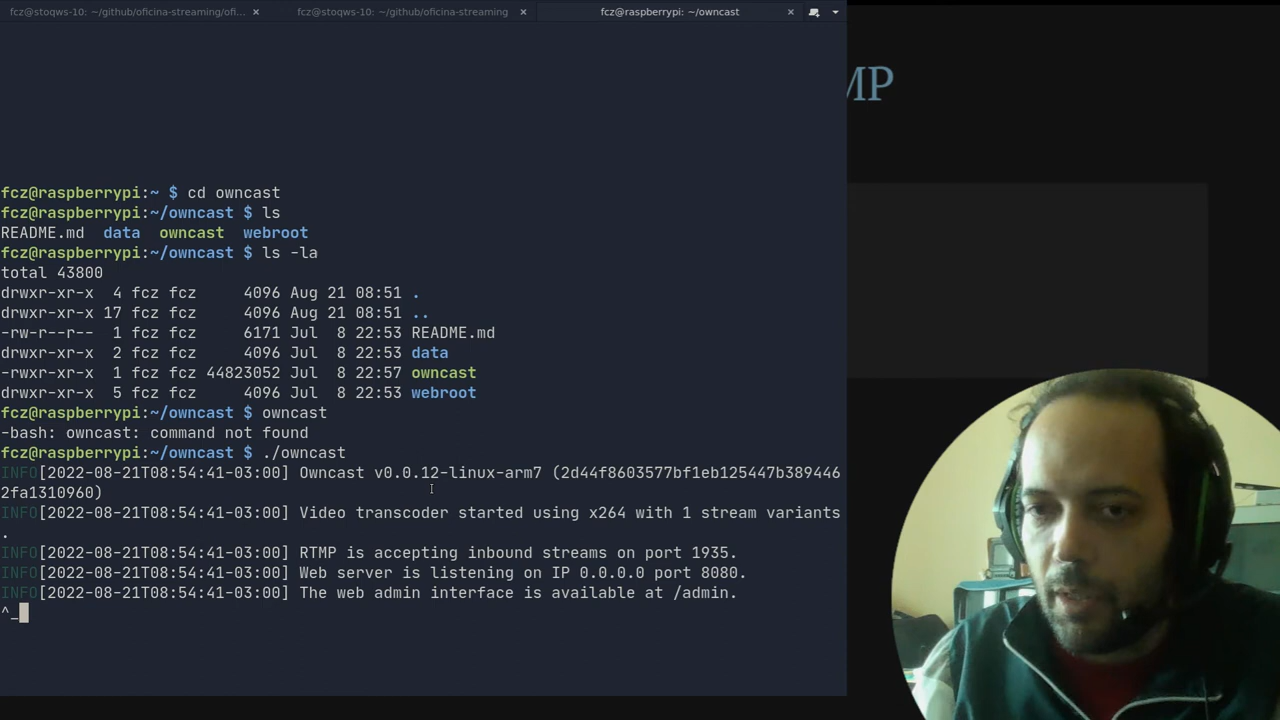 fcz@stoqws-10: ~/github/oficina-streaming/ofi... × fcz@stoqws-10: ~/github/oficina-streaming × fcz@raspberrypi: ~/owncast ×
MP
fcz@raspberrypi:~ $ cd owncast
fcz@raspberrypi:~/owncast $ ls
README.md data owncast webroot
fcz@raspberrypi:~/owncast $ ls -la
total 43800
drwxr-xr-x 4 fcz fcz 4096 Aug 21 08:51 .
drwxr-xr-x 17 fcz fcz 4096 Aug 21 08:51 ..
-rw-r--r-- 1 fcz fcz 6171 Jul 8 22:53 README.md
drwxr-xr-x 2 fcz fcz 4096 Jul 8 22:53 data
-rwxr-xr-x 1 fcz fcz 44823052 Jul 8 22:57 owncast
drwxr-xr-x 5 fcz fcz 4096 Jul 8 22:53 webroot
fcz@raspberrypi:~/owncast $ owncast
-bash: owncast: command not found
fcz@raspberrypi:~/owncast $ ./owncast
INFO[2022-08-21T08:54:41-03:00] Owncast v0.0.12-linux-arm7 (2d44f8603577bf1eb125447b389446
2fa1310960)
INFO[2022-08-21T08:54:41-03:00] Video transcoder started using x264 with 1 stream variants
.
INFO[2022-08-21T08:54:41-03:00] RTMP is accepting inbound streams on port 1935.
INFO[2022-08-21T08:54:41-03:00] Web server is listening on IP 0.0.0.0 port 8080.
INFO[2022-08-21T08:54:41-03:00] The web admin interface is available at /admin.
^_